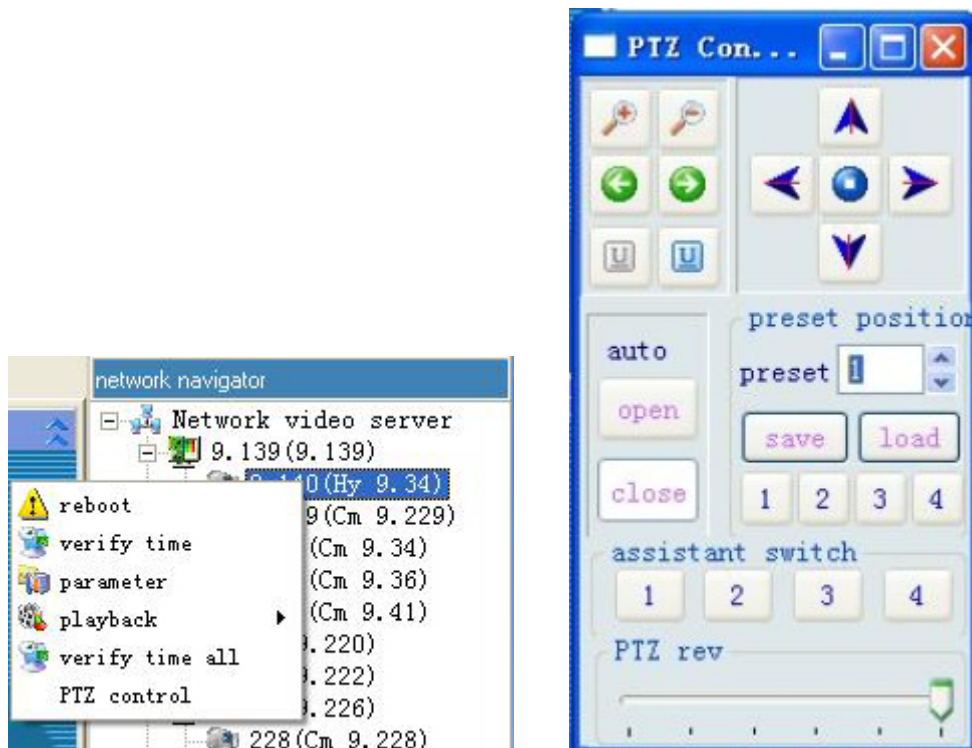 network navigator
Network video server
9.139(9.139)
(Hy 9.34)
9(Cm 9.229)
(Cm 9.34)
(Cm 9.36)
(Cm 9.41)
.220)
.222)
.226)
228(Cm 9.228)
reboot
verify time
parameter
playback
verify time all
PTZ control
PTZ Con...
U U
auto
open
close
preset position
preset 1
save load
1 2 3 4
assistant switch
1 2 3 4
PTZ rev